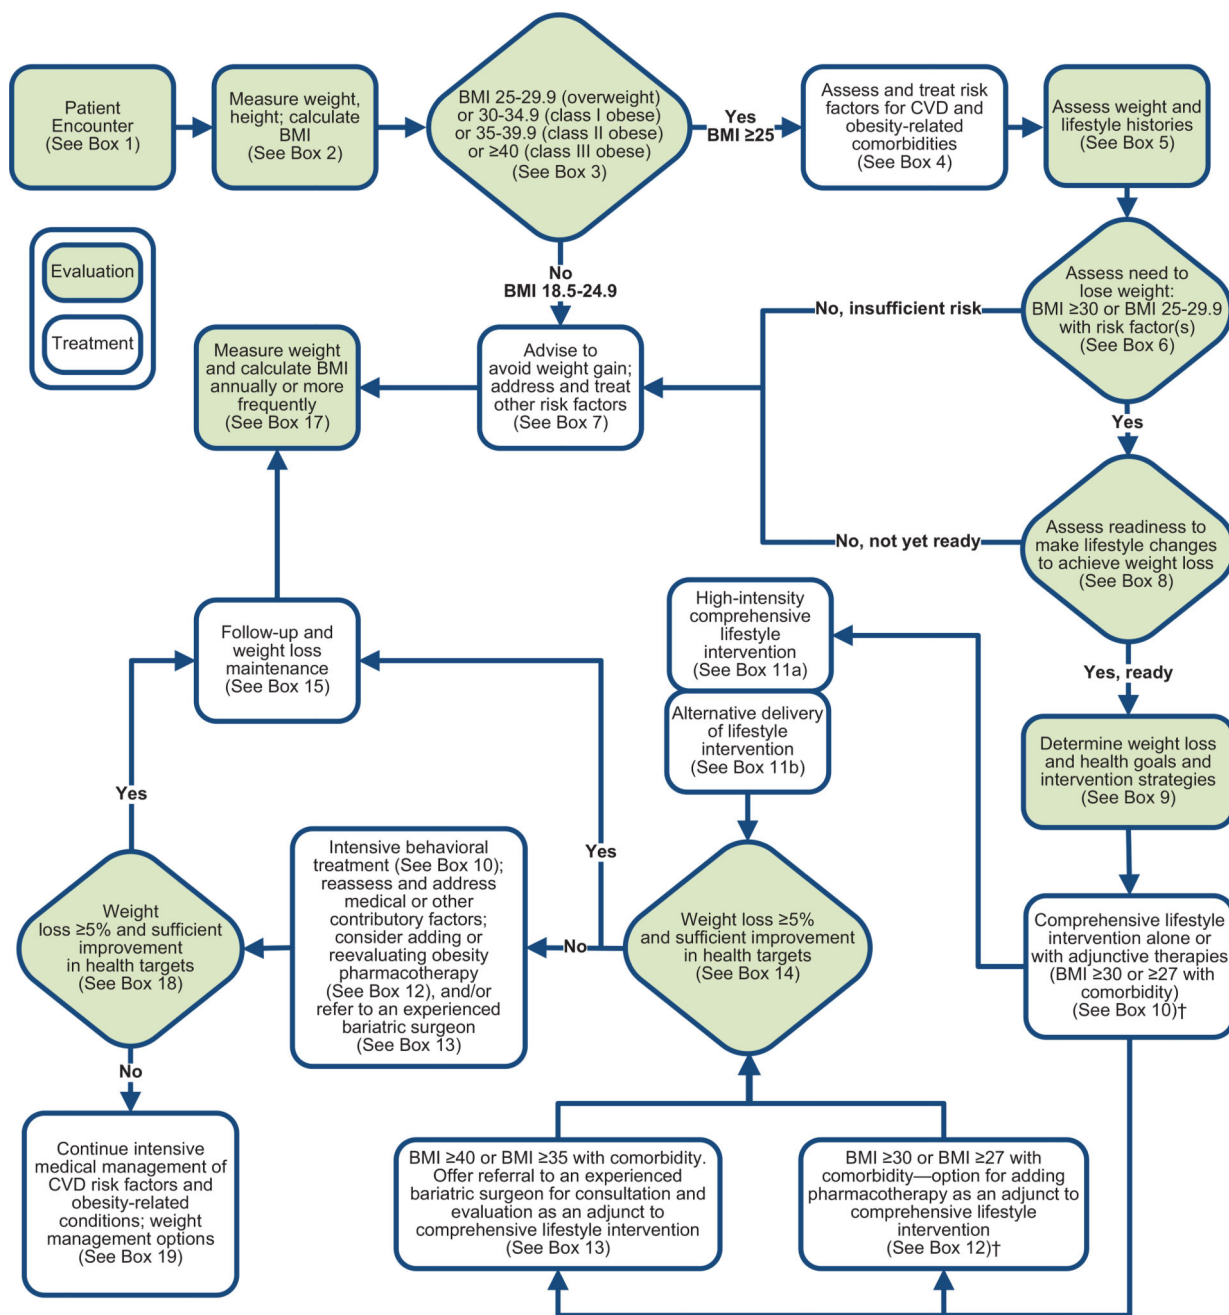 Patient
Encounter
(See Box 1)
Measure weight,
height; calculate
BMI
(See Box 2)
BMI 25-29.9 (overweight)
or 30-34.9 (class I obese)
or 35-39.9 (class II obese)
or ≥40 (class III obese)
(See Box 3)
Yes
BMI ≥25
Assess and treat risk
factors for CVD and
obesity-related
comorbidities
(See Box 4)
Assess weight and
lifestyle histories
(See Box 5)
Evaluation
Treatment
No
BMI 18.5-24.9
Assess need to
lose weight:
BMI ≥30 or BMI 25-29.9
with risk factor(s)
(See Box 6)
No, insufficient risk
Measure weight
and calculate BMI
annually or more
frequently
(See Box 17)
Advise to
avoid weight gain;
address and treat
other risk factors
(See Box 7)
Yes
Assess readiness to
make lifestyle changes
to achieve weight loss
(See Box 8)
No, not yet ready
Follow-up and
weight loss
maintenance
(See Box 15)
High-intensity
comprehensive
lifestyle
intervention
(See Box 11a)
Alternative delivery
of lifestyle
intervention
(See Box 11b)
Yes, ready
Determine weight loss
and health goals and
intervention strategies
(See Box 9)
Yes
Yes
Weight
loss ≥5% and sufficient
improvement
in health targets
(See Box 18)
Intensive behavioral
treatment (See Box 10);
reassess and address
medical or other
contributory factors;
consider adding or
reevaluating obesity
pharmacotherapy
(See Box 12), and/or
refer to an experienced
bariatric surgeon
(See Box 13)
No
Weight loss ≥5%
and sufficient improvement
in health targets
(See Box 14)
Comprehensive lifestyle
intervention alone or
with adjunctive therapies
(BMI ≥30 or ≥27 with
comorbidity)
(See Box 10)†
No
Continue intensive
medical management of
CVD risk factors and
obesity-related
conditions; weight
management options
(See Box 19)
BMI ≥40 or BMI ≥35 with comorbidity.
Offer referral to an experienced
bariatric surgeon for consultation and
evaluation as an adjunct to
comprehensive lifestyle intervention
(See Box 13)
BMI ≥30 or BMI ≥27 with
comorbidity—option for adding
pharmacotherapy as an adjunct to
comprehensive lifestyle
intervention
(See Box 12)†